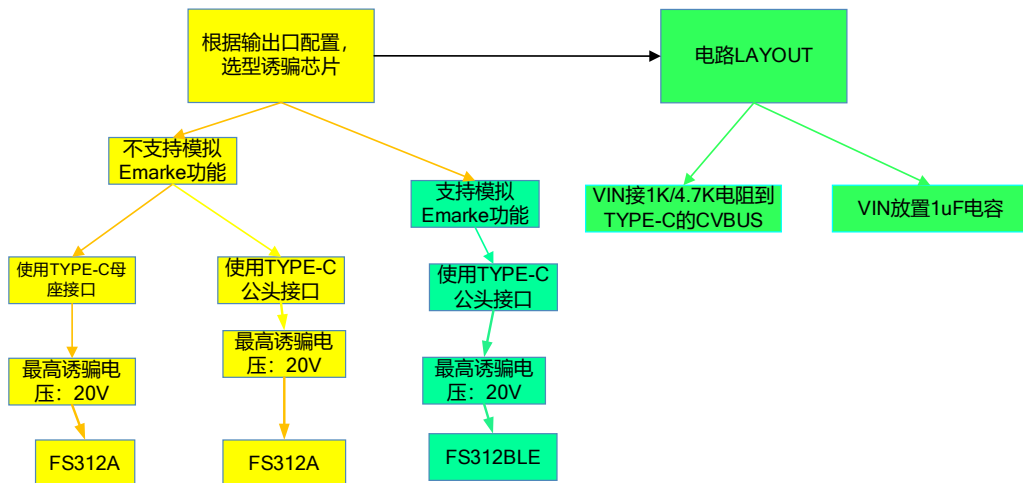 根据输出口配置，
选型诱骗芯片
电路LAYOUT
不支持模拟
Emarke功能
支持模拟
Emarke功能
VIN接1K/4.7K电阻到
TYPE-C的CVBUS
VIN放置1uF电容
使用TYPE-C母
座接口
使用TYPE-C
公头接口
使用TYPE-C
公头接口
最高诱骗电
压：20V
最高诱骗电
压：20V
最高诱骗电
压：20V
FS312A
FS312A
FS312BLE